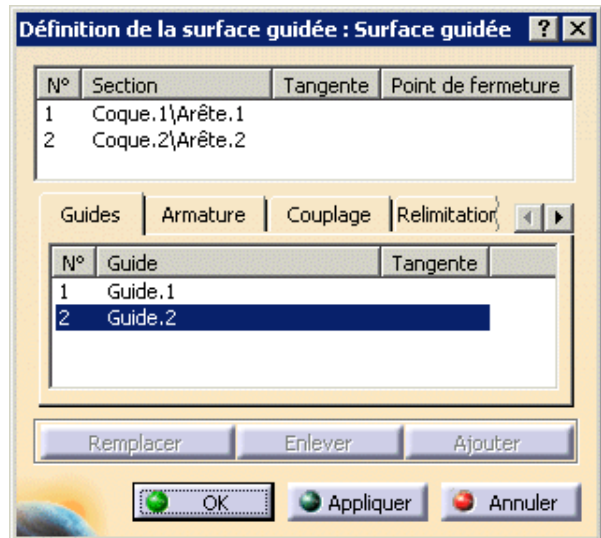 Définition de la surface guidée : Surface guidée ? X
N° Section Tangente Point de fermeture
1 Coque.1\Arête.1
2 Coque.2\Arête.2
Guides Armature Couplage Relimitation
N° Guide Tangente
1 Guide.1
2 Guide.2
Remplacer Enlever Ajouter
OK Appliquer Annuler